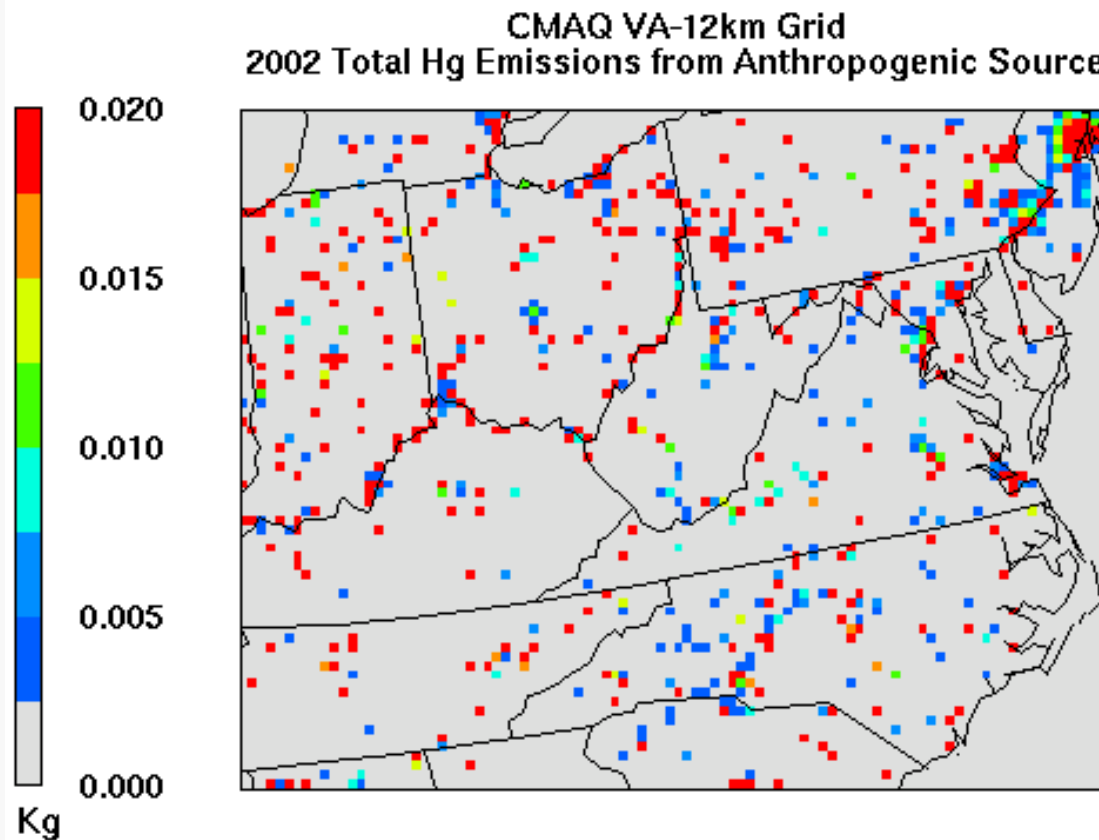 CMAQ VA-12km Grid
2002 Total Hg Emissions from Anthropogenic Source
0.020
0.015
0.010
0.005
0.000
Kg